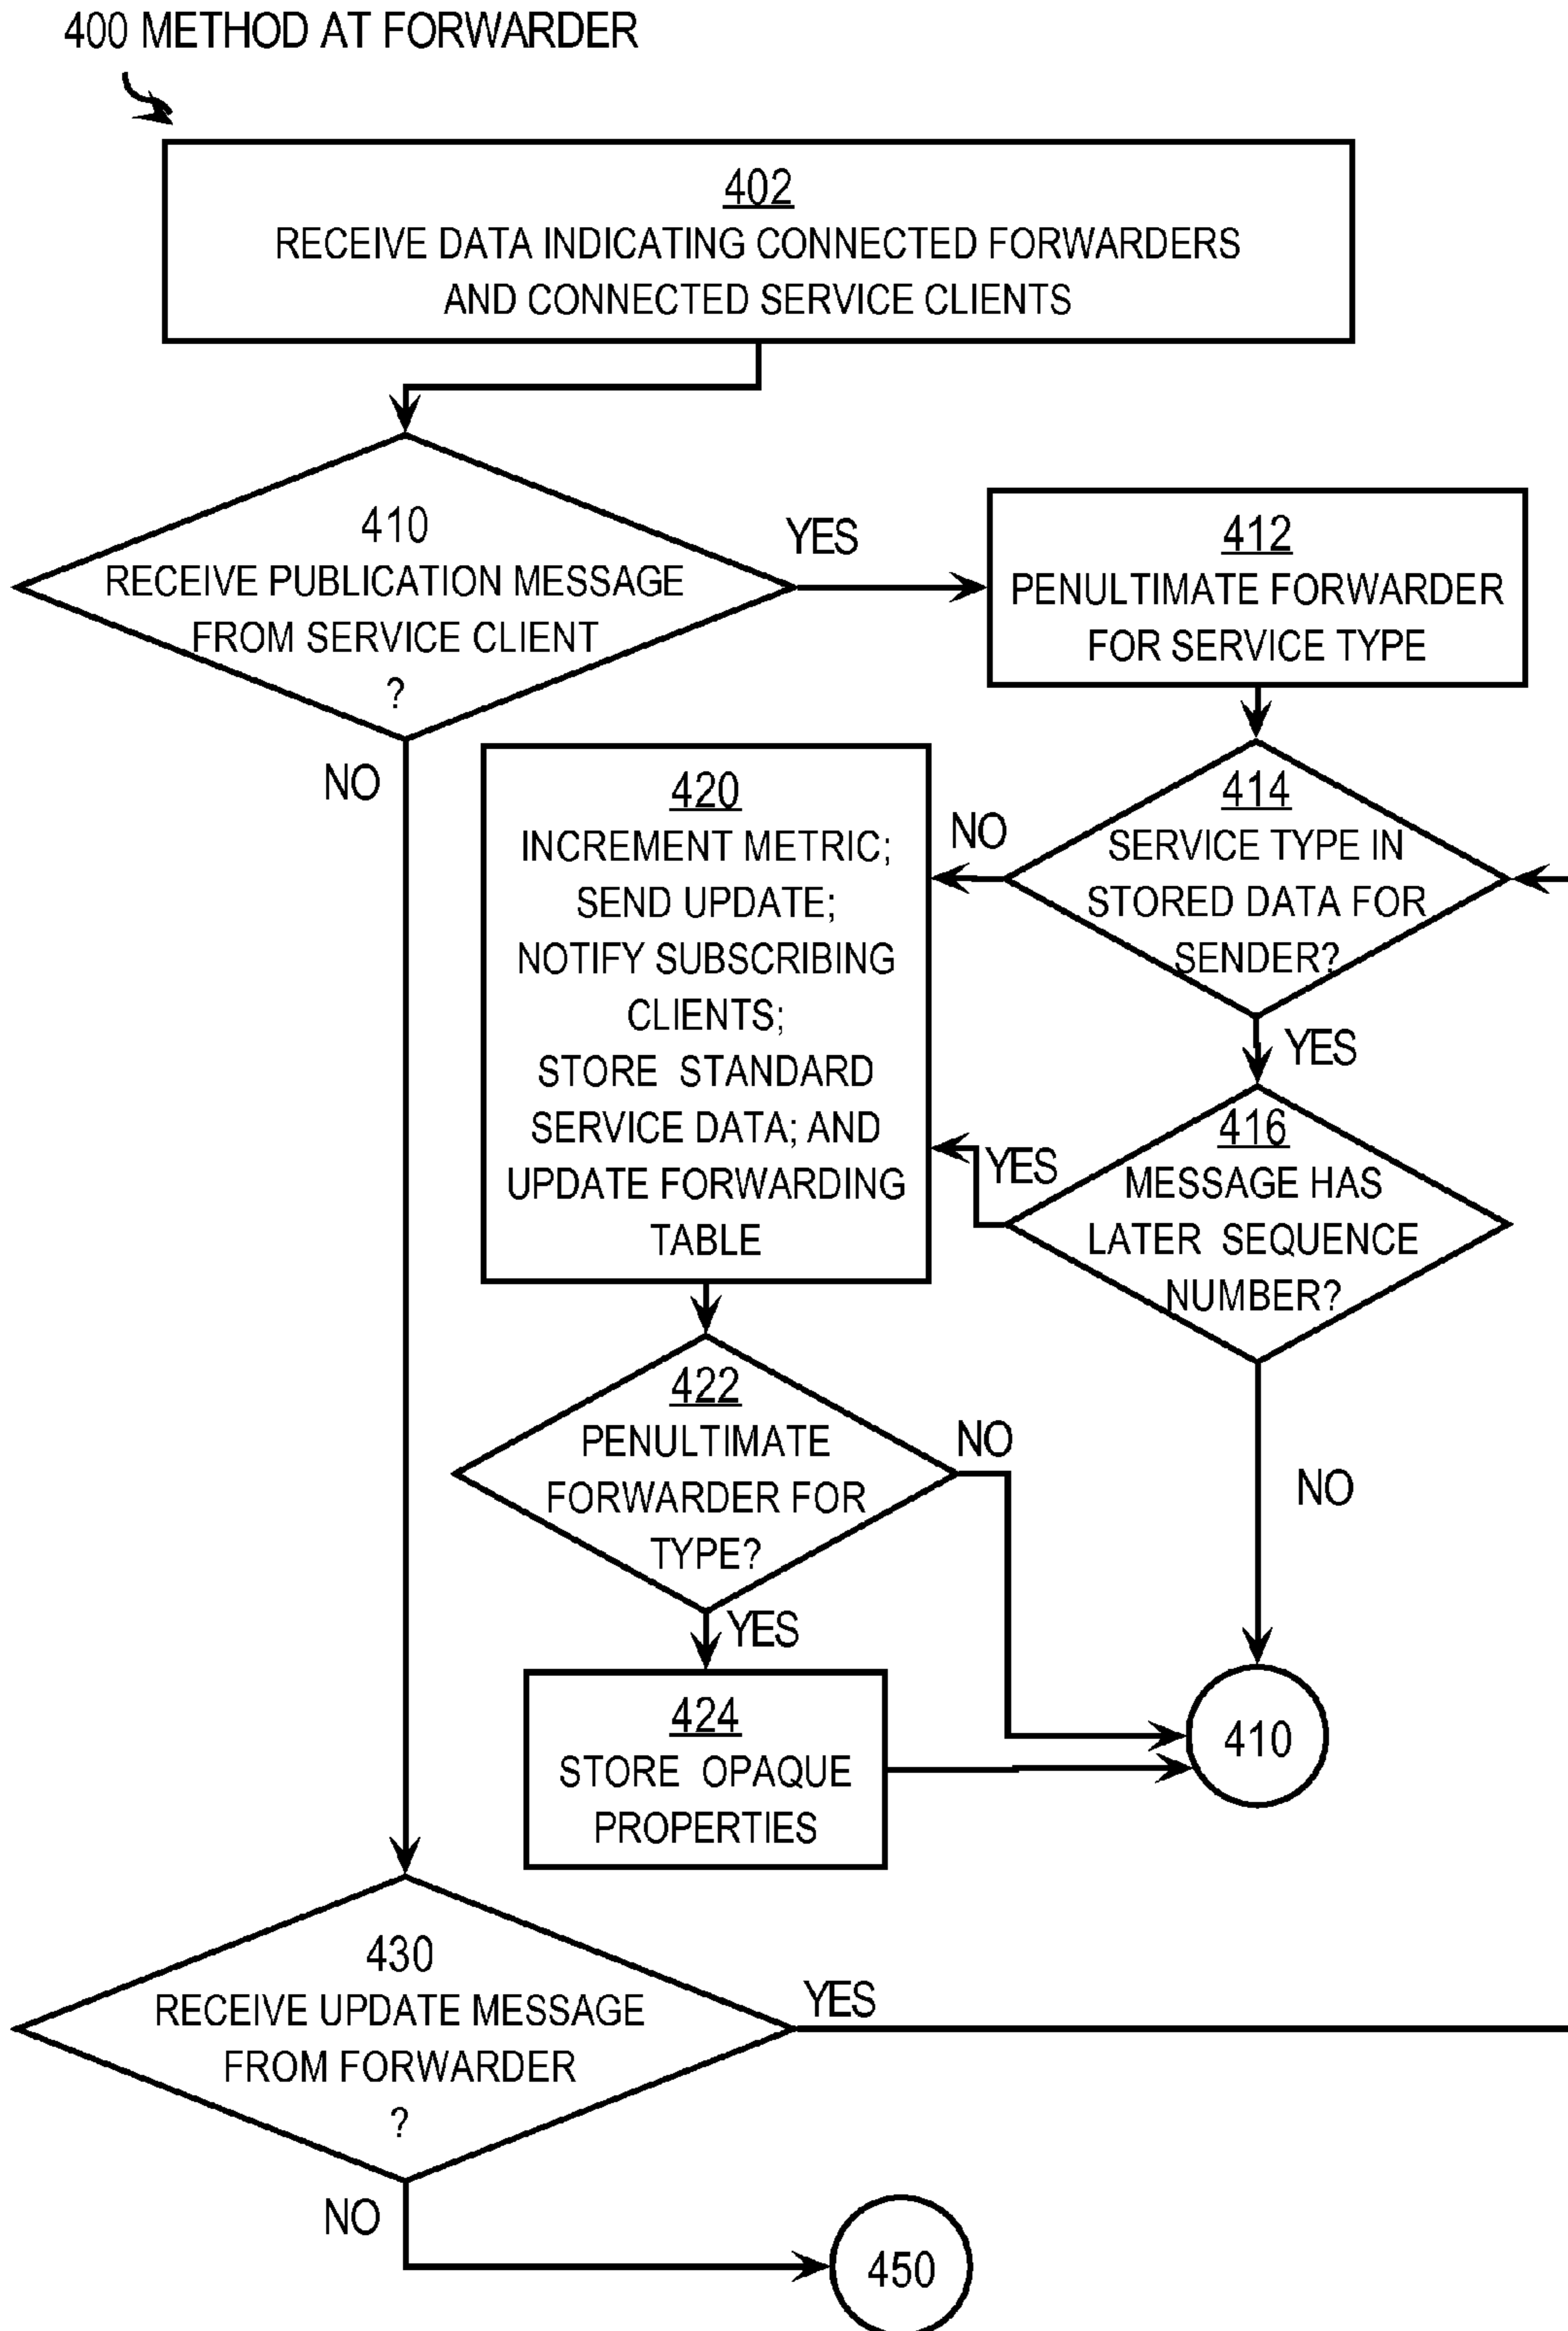 400 METHOD AT FORWARDER
402
RECEIVE DATA INDICATING CONNECTED FORWARDERS
AND CONNECTED SERVICE CLIENTS
410
RECEIVE PUBLICATION MESSAGE
FROM SERVICE CLIENT
?
YES
412
PENULTIMATE FORWARDER
FOR SERVICE TYPE
NO
414
SERVICE TYPE IN
STORED DATA FOR
SENDER?
NO
YES
416
MESSAGE HAS
LATER SEQUENCE
NUMBER?
YES
NO
420
INCREMENT METRIC;
SEND UPDATE;
NOTIFY SUBSCRIBING
CLIENTS;
STORE STANDARD
SERVICE DATA; AND
UPDATE FORWARDING
TABLE
422
PENULTIMATE
FORWARDER FOR
TYPE?
NO
YES
424
STORE OPAQUE
PROPERTIES
410
430
RECEIVE UPDATE MESSAGE
FROM FORWARDER
?
YES
NO
450